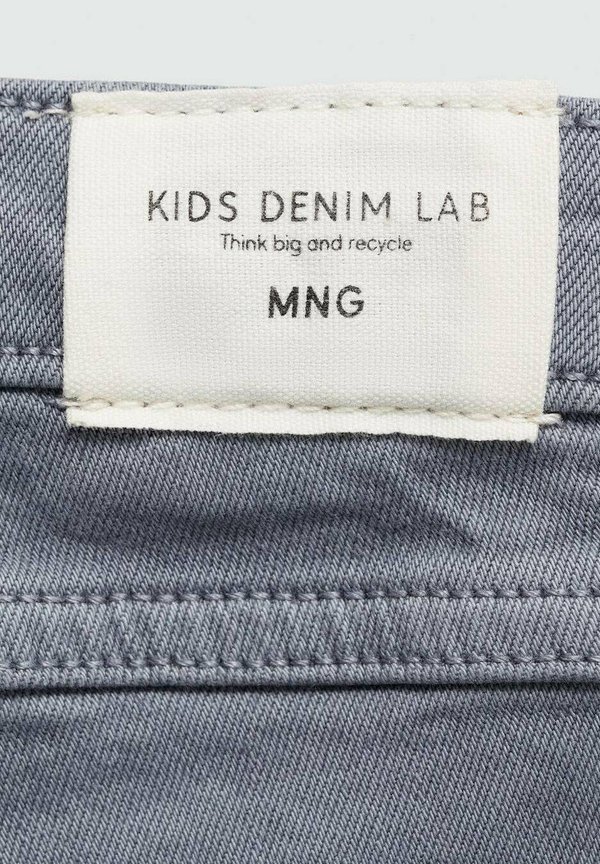 KIDS DENIM LAB
Think big and recycle
MNG